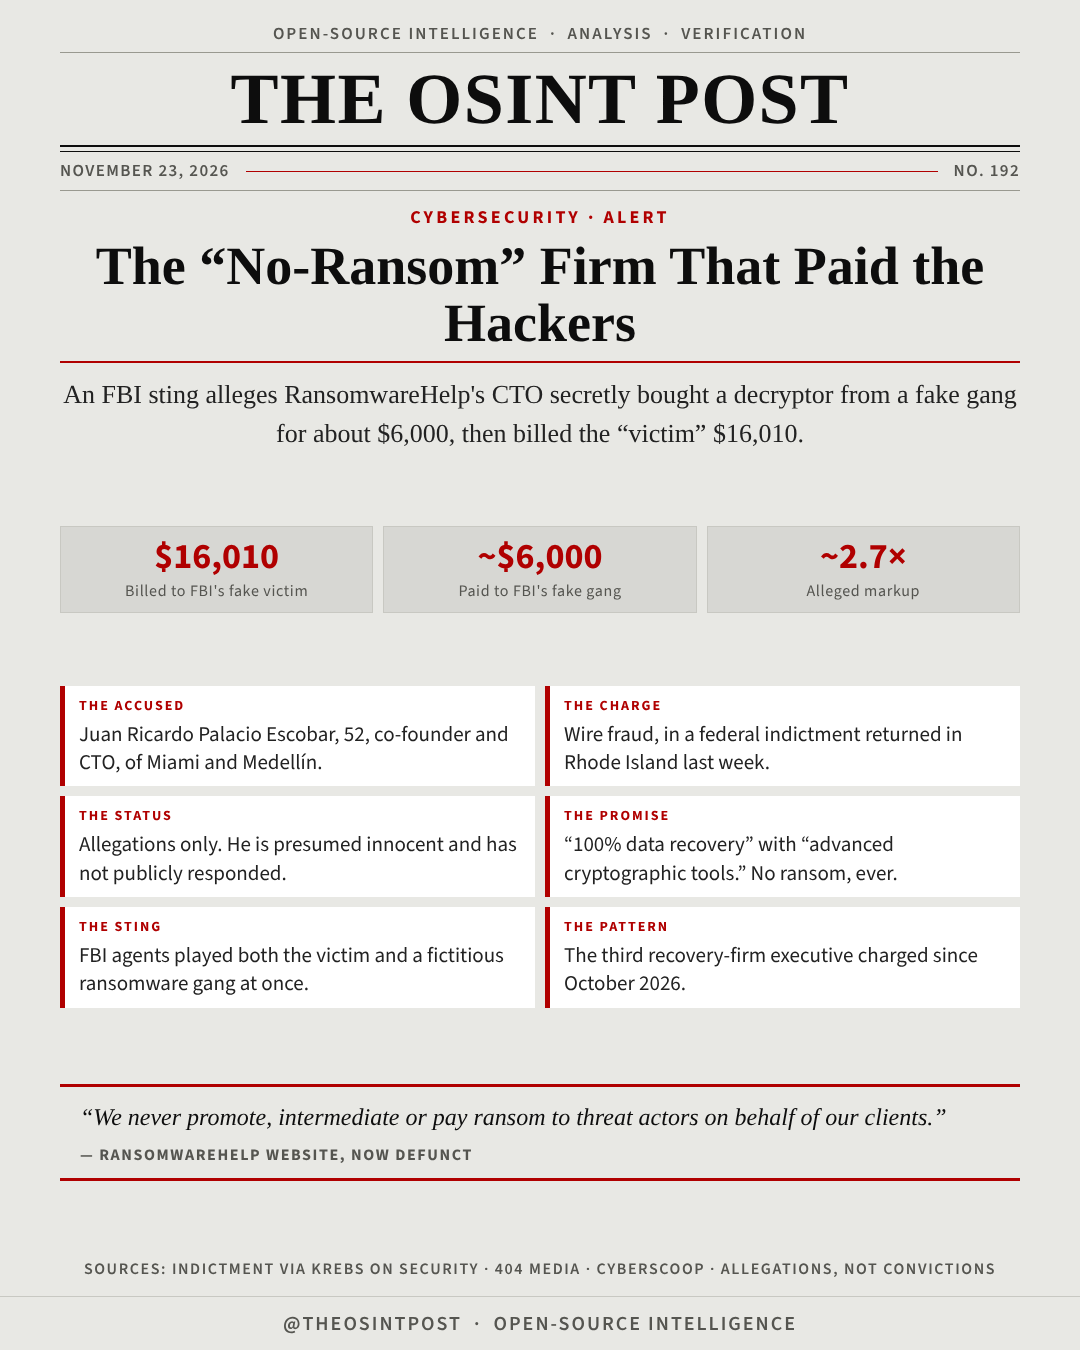 OPEN-SOURCE INTELLIGENCE · ANALYSIS · VERIFICATION
THE OSINT POST
NOVEMBER 23, 2026
NO. 192
CYBERSECURITY · ALERT
The “No-Ransom” Firm That Paid the
Hackers
An FBI sting alleges RansomwareHelp's CTO secretly bought a decryptor from a fake gang
for about $6,000, then billed the “victim” $16,010.
$16,010
Billed to FBI's fake victim
~$6,000
Paid to FBI's fake gang
~2.7×
Alleged markup
THE ACCUSED
Juan Ricardo Palacio Escobar, 52, co-founder and
CTO, of Miami and Medellín.
THE CHARGE
Wire fraud, in a federal indictment returned in
Rhode Island last week.
THE STATUS
Allegations only. He is presumed innocent and has
not publicly responded.
THE PROMISE
“100% data recovery” with “advanced
cryptographic tools.” No ransom, ever.
THE STING
FBI agents played both the victim and a fictitious
ransomware gang at once.
THE PATTERN
The third recovery-firm executive charged since
October 2026.
“We never promote, intermediate or pay ransom to threat actors on behalf of our clients.”
— RANSOMWAREHELP WEBSITE, NOW DEFUNCT
SOURCES: INDICTMENT VIA KREBS ON SECURITY · 404 MEDIA · CYBERSCOOP · ALLEGATIONS, NOT CONVICTIONS
@THEOSINTPOST · OPEN-SOURCE INTELLIGENCE